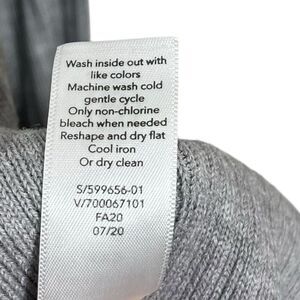 Wash inside out with
like colors
Machine wash cold
gentle cycle
Only non-chlorine
bleach when needed
Reshape and dry flat
Cool iron
Or dry clean
S/599656-01
V/700067101
FA20
07/20